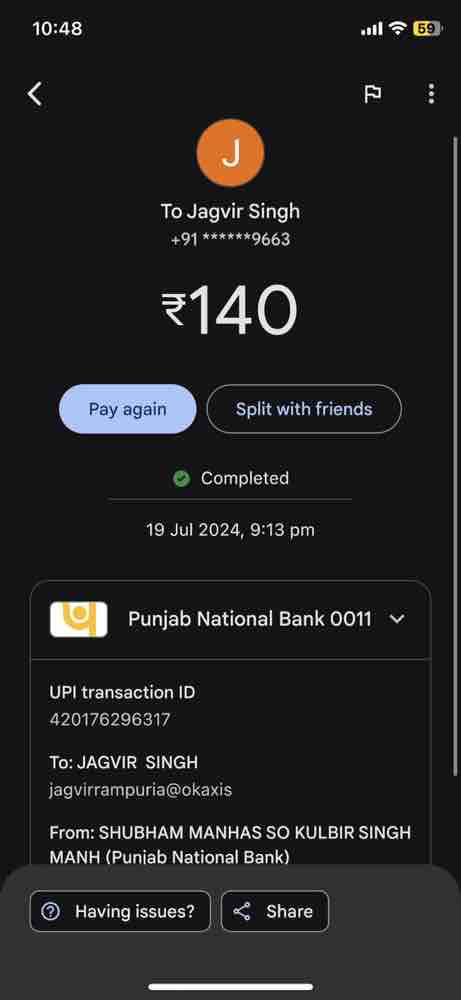 10:48
59
J
To Jagvir Singh
+91 ******9663
₹140
Pay again
Split with friends
Completed
19 Jul 2024, 9:13 pm
Punjab National Bank 0011
UPI transaction ID
420176296317
To: JAGVIR  SINGH
jagvirrampuria@okaxis
From: SHUBHAM MANHAS SO KULBIR SINGH
MANH (Punjab National Bank)
Having issues?
Share